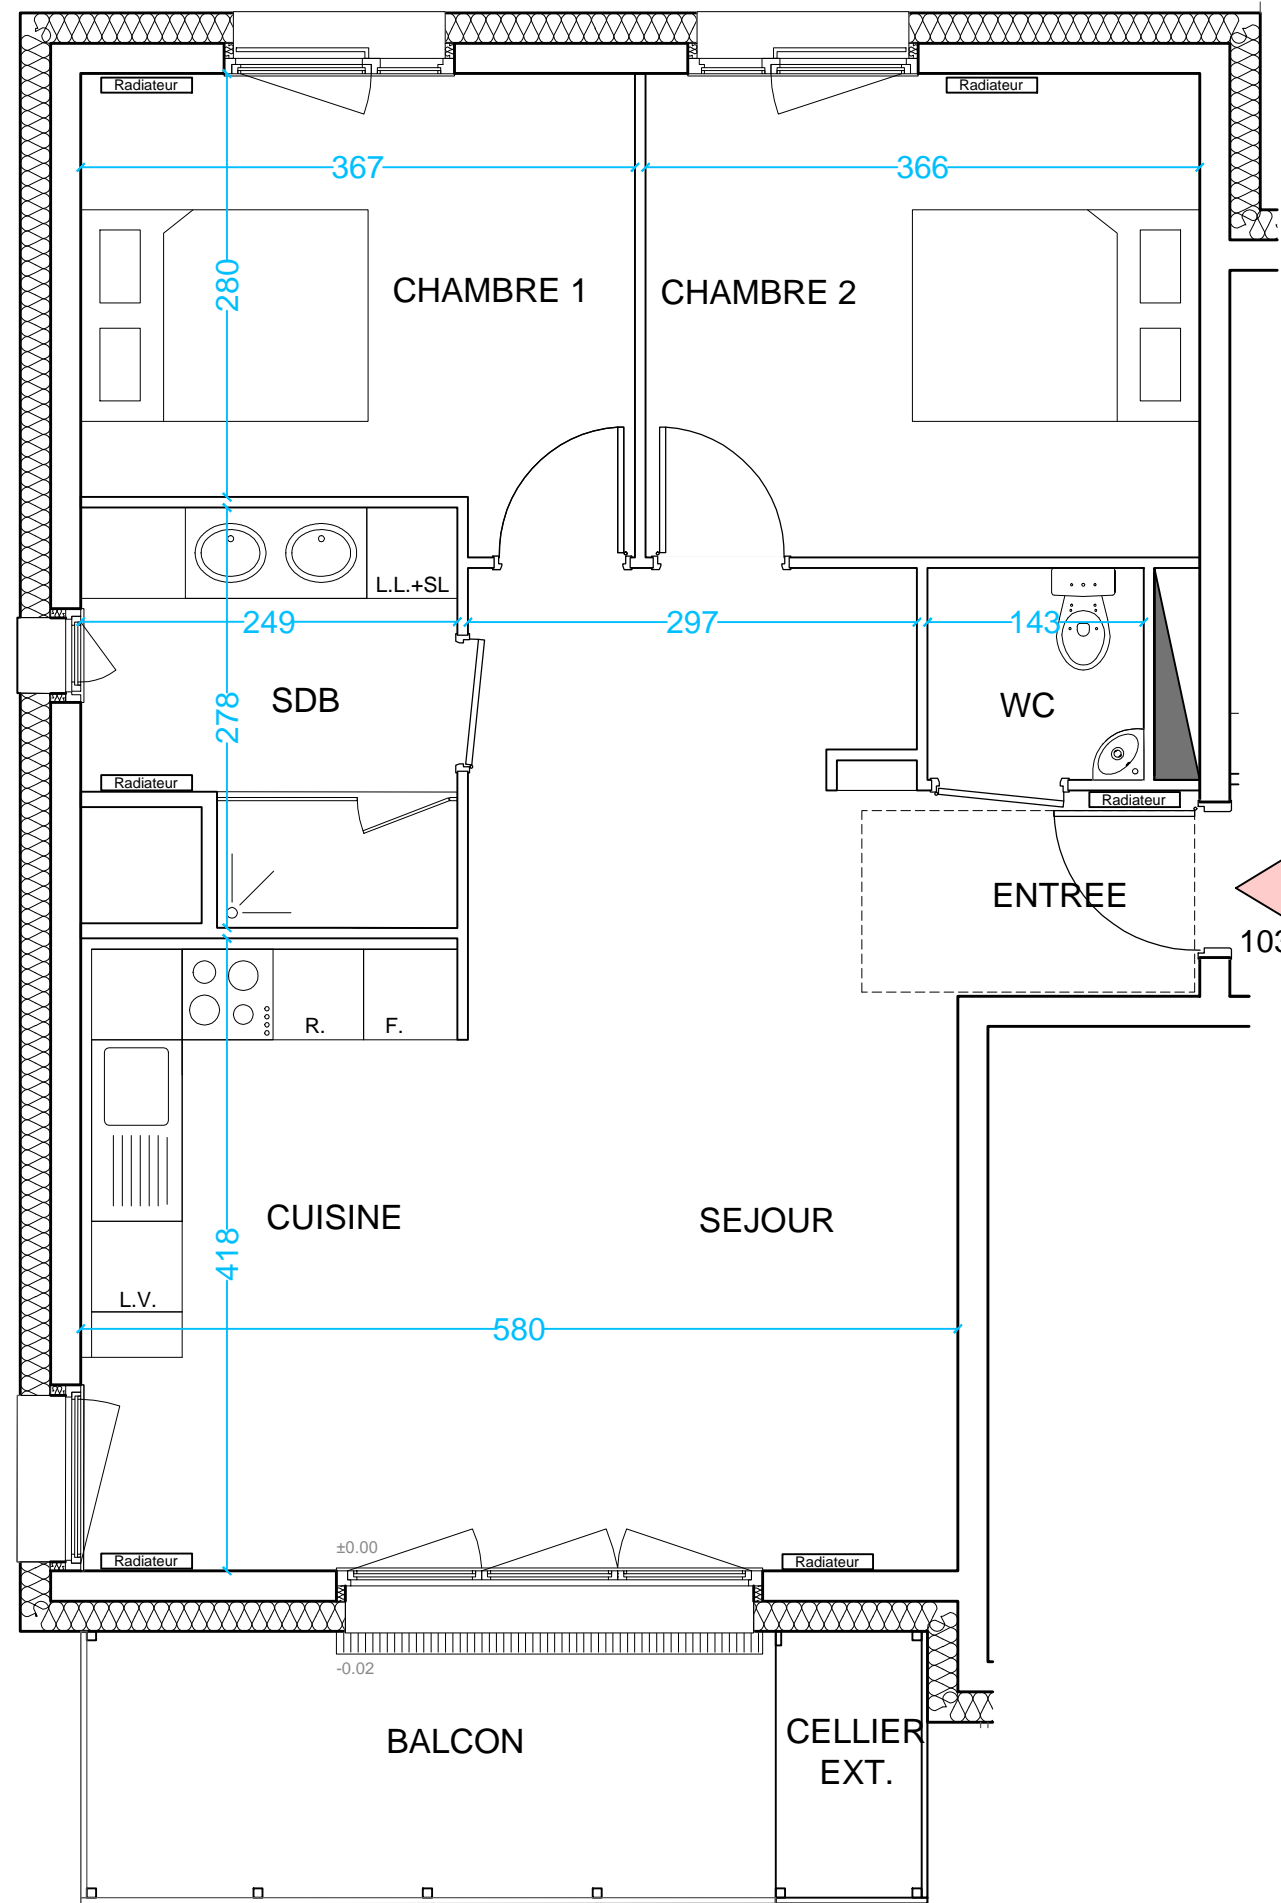 Radiateur
Radiateur
367
366
280
CHAMBRE 1
CHAMBRE 2
L.L.+SL
249
297
143
278
SDB
WC
Radiateur
Radiateur
ENTREE
103
R.
F.
CUISINE
SEJOUR
418
L.V.
580
±0.00
Radiateur
Radiateur
-0.02
BALCON
CELLIER
EXT.